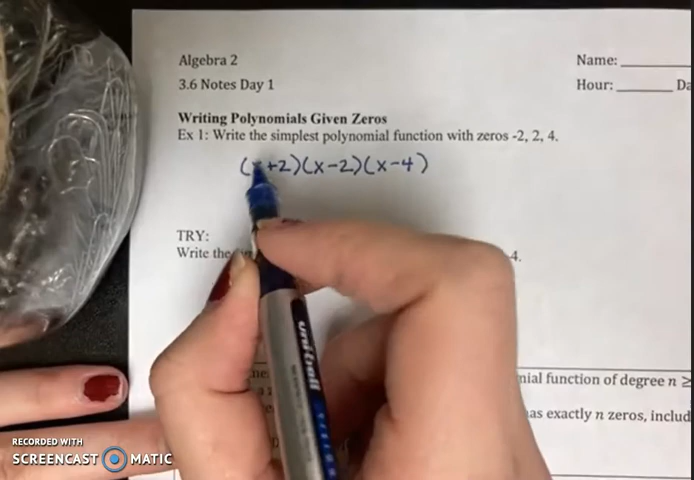 Algebra 2
Name:
3.6 Notes Day 1
Hour:
Writing Polynomials Given Zeros
Ex 1: Write the simplest polynomial function with zeros -2, 2, 4.
(x+2)(x-2)(x-4)
TRY:
Write the
4.
nial function of degree n ≥
as exactly n zeros, includ
uniball
RECORDED WITH
SCREENCAST MATIC